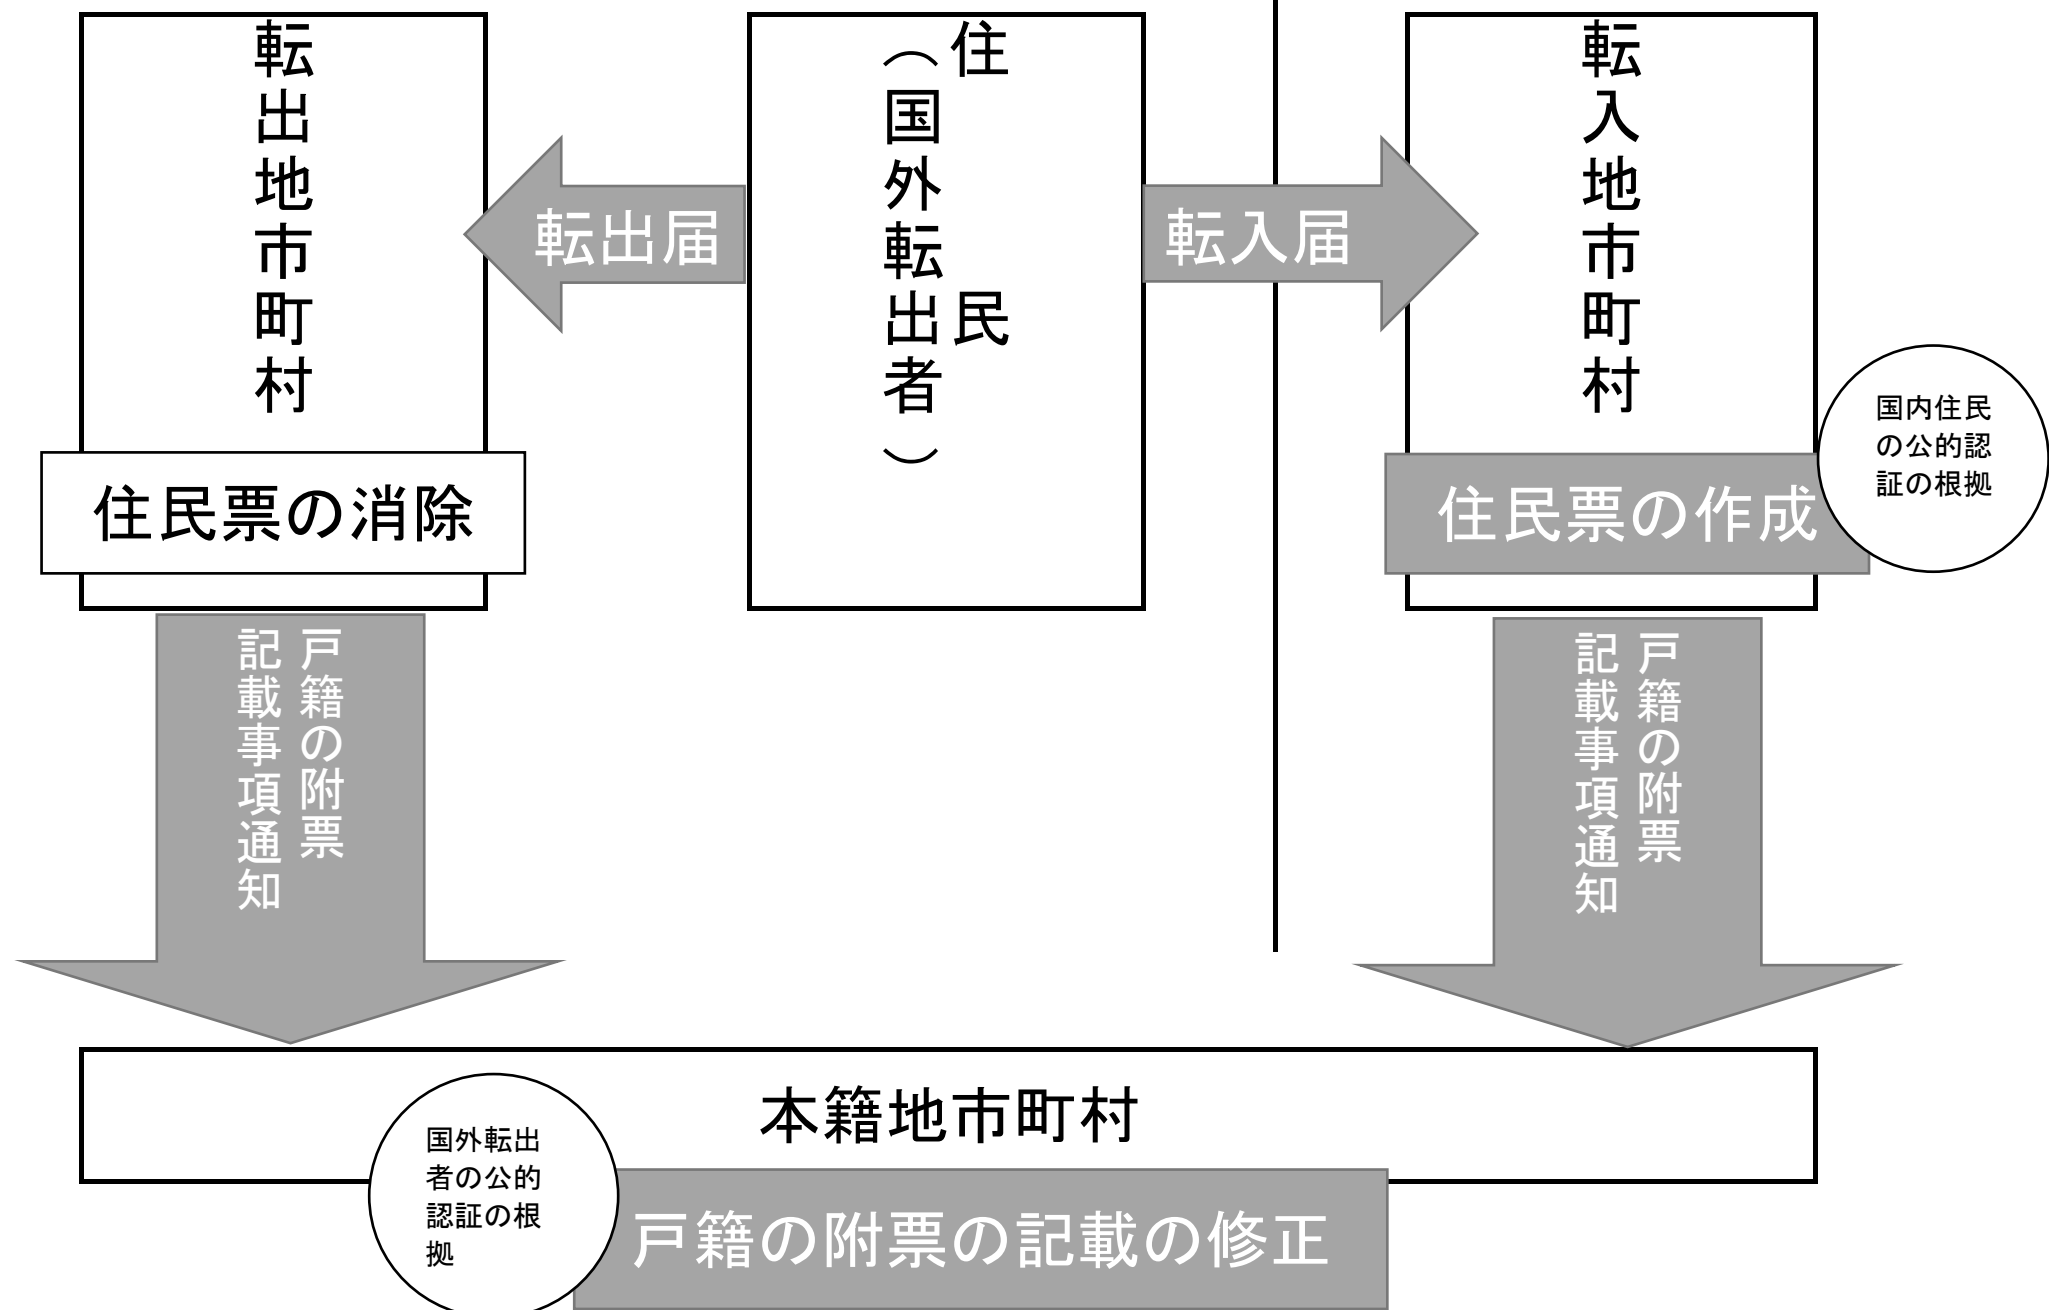 転出地市町村
住民
（国外転出者）
転入地市町村
転出届
転入届
住民票の消除
住民票の作成
国内住民
の公的認
証の根拠
戸籍の附票
記載事項通知
戸籍の附票
記載事項通知
本籍地市町村
国外転出
者の公的
認証の根
拠
戸籍の附票の記載の修正